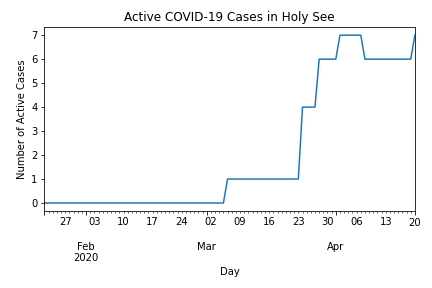 Active COVID-19 Cases in Holy See
Number of Active Cases
7
6
5
4
3
2
1
0
27 03 10 17 24 02 09 16 23 30 06 13 20
Feb Mar Apr
2020
Day